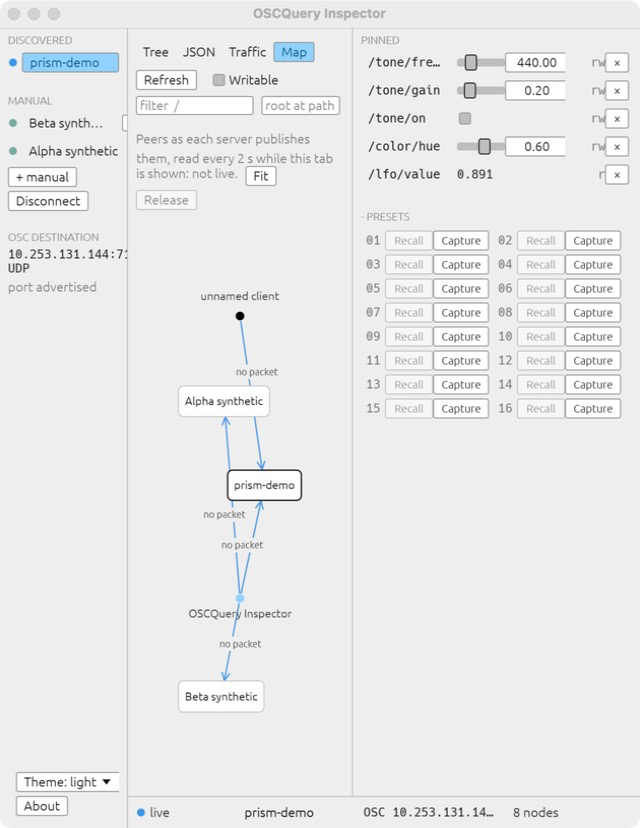 OSCQuery Inspector
DISCOVERED
prism-demo
MANUAL
Beta synth...
Alpha synthetic
+ manual
Disconnect
OSC DESTINATION
10.253.131.144:71
UDP
port advertised
Theme: light
About
Tree JSON Traffic Map
Refresh Writable
filter / root at path
Peers as each server publishes
them, read every 2 s while this tab
is shown: not live. Fit
Release
unnamed client
no packet
Alpha synthetic
prism-demo
no packet
no packet
OSCQuery Inspector
no packet
Beta synthetic
PINNED
/tone/fre... 440.00 rw ×
/tone/gain 0.20 rw ×
/tone/on rw ×
/color/hue 0.60 rw ×
/lfo/value 0.891 r ×
- PRESETS
01 Recall Capture 02 Recall Capture
03 Recall Capture 04 Recall Capture
05 Recall Capture 06 Recall Capture
07 Recall Capture 08 Recall Capture
09 Recall Capture 10 Recall Capture
11 Recall Capture 12 Recall Capture
13 Recall Capture 14 Recall Capture
15 Recall Capture 16 Recall Capture
live prism-demo OSC 10.253.131.14... 8 nodes